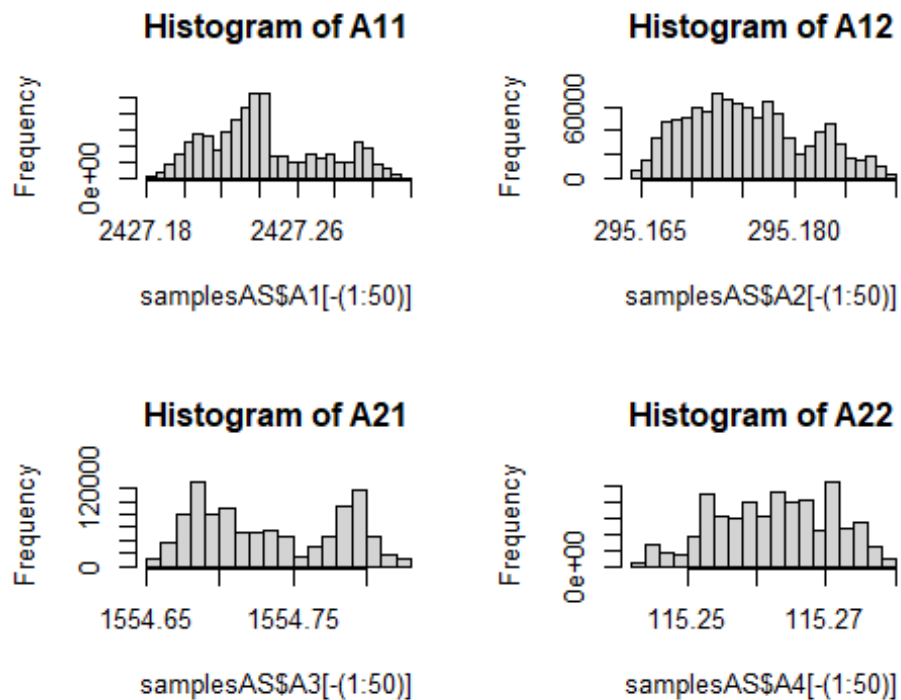 Histogram of A11
Frequency
0e+00
2427.18 2427.26
samplesAS$A1[-(1:50)]
Histogram of A12
Frequency
0 60000
295.165 295.180
samplesAS$A2[-(1:50)]
Histogram of A21
Frequency
0 120000
1554.65 1554.75
samplesAS$A3[-(1:50)]
Histogram of A22
Frequency
0e+00
115.25 115.27
samplesAS$A4[-(1:50)]